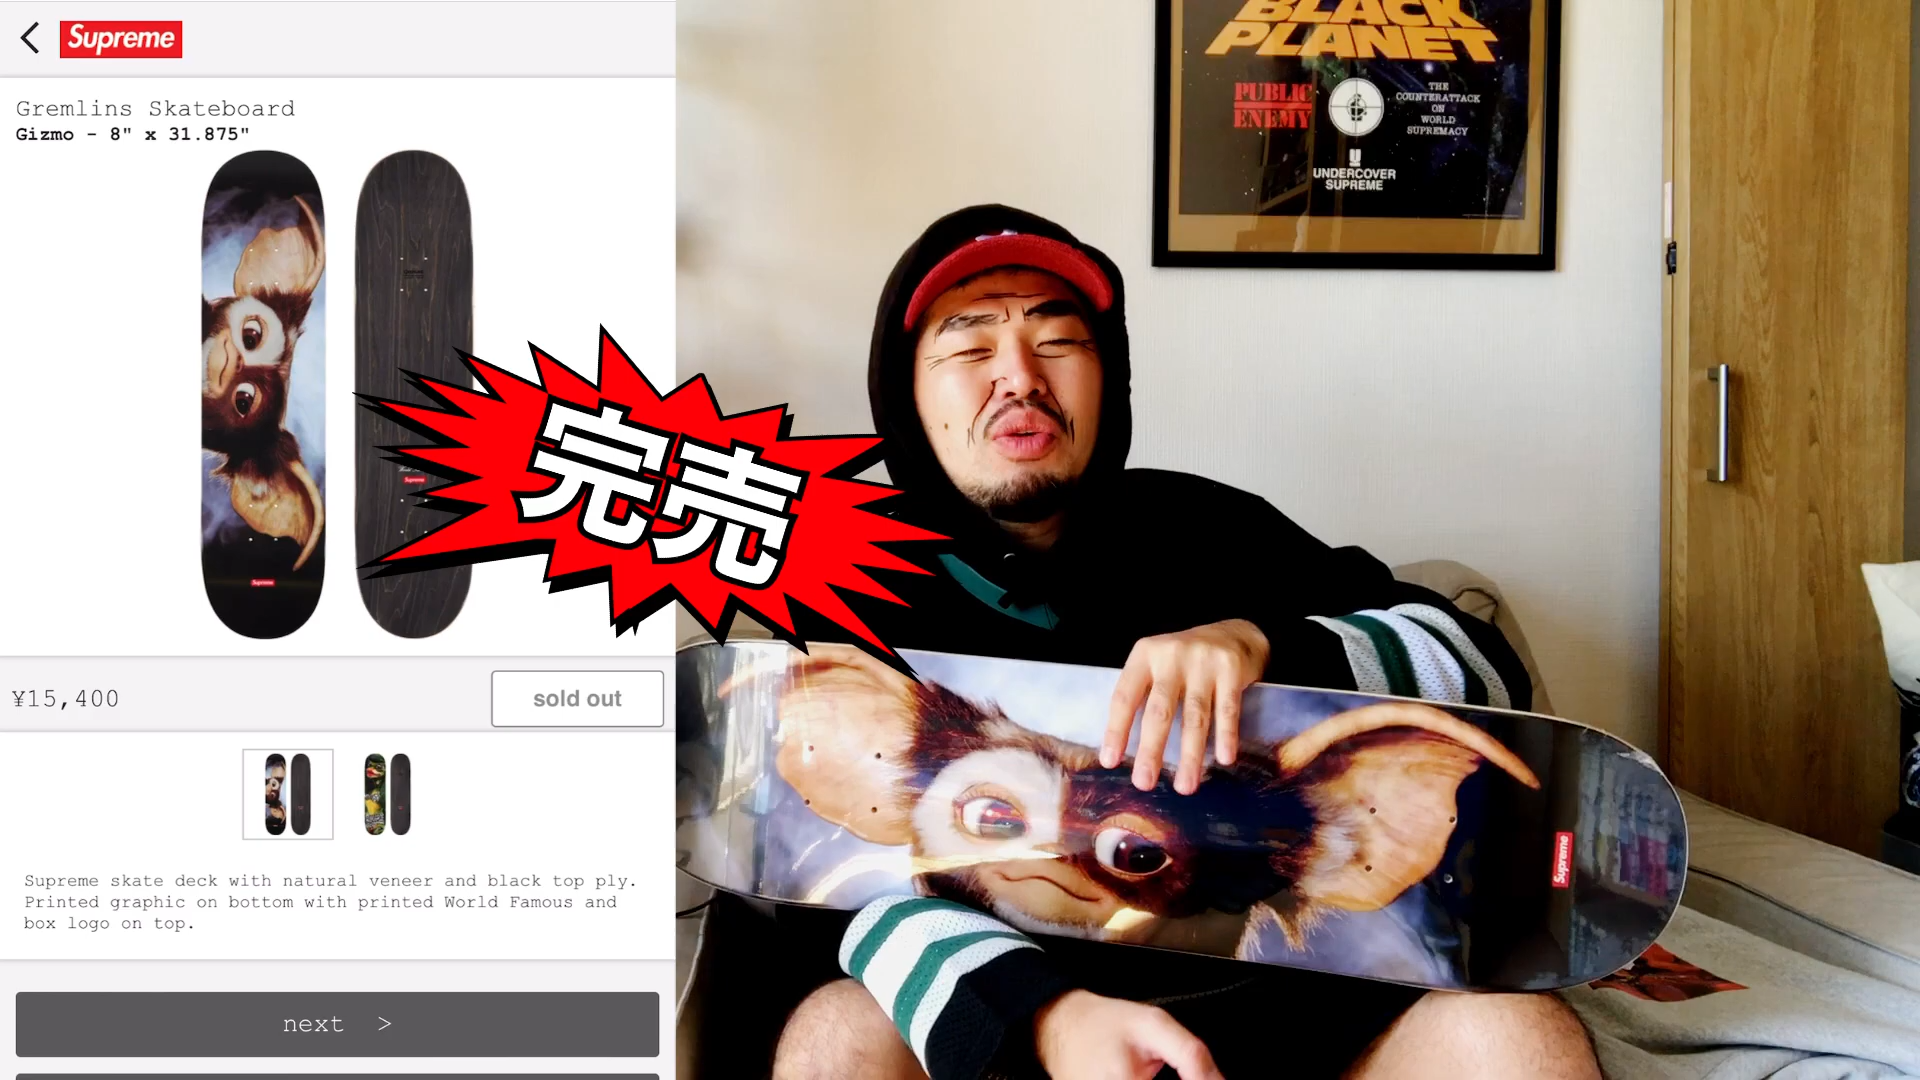 Supreme
Gremlins Skateboard
Gizmo - 8" x 31.875"
Supreme
Supreme
完売
¥15,400
sold out
Supreme skate deck with natural veneer and black top ply.
Printed graphic on bottom with printed World Famous and
box logo on top.
next >
BLACK
PLANET
PUBLIC
ENEMY
THE
COUNTERATTACK
ON
WORLD
SUPREMACY
UNDERCOVER
SUPREME
Supreme